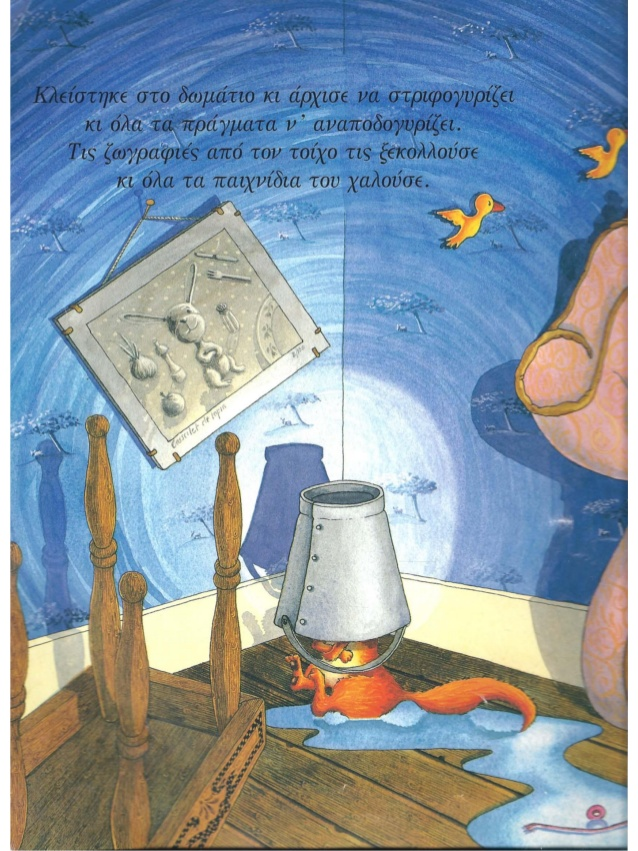 Κλείστηκε στο δωμάτιο κι άρχισε να στριφογυρίζει
κι όλα τα πράγματα ν' αναποδογυρίζει.
Τις ζωγραφιές από τον τοίχο τις ξεκολλούσε
κι όλα τα παιχνίδια του χαλούσε.